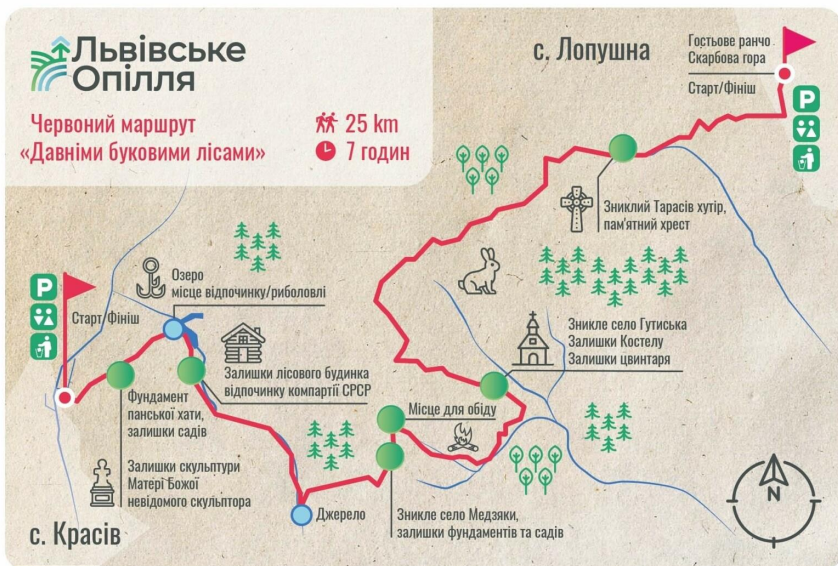 Львівське
Опілля
Червоний маршрут
«Давніми буковими лісами»
25 km
7 годин
с. Лопушна
Гостьове ранчо
Скарбова гора
Старт/Фініш
P
Зниклий Тарасів хутір,
пам'ятний хрест
Озеро
місце відпочинку/риболовлі
P
Старт/Фініш
Залишки лісового будинка
відпочинку компартії СРСР
Зникле село Гутиська
Залишки Костелу
Залишки цвинтаря
Фундамент
панської хати,
залишки садів
Місце для обіду
Залишки скульптури
Матері Божої
невідомого скульптора
Джерело
Зникле село Медзяки,
залишки фундаментів та садів
с. Красів
N